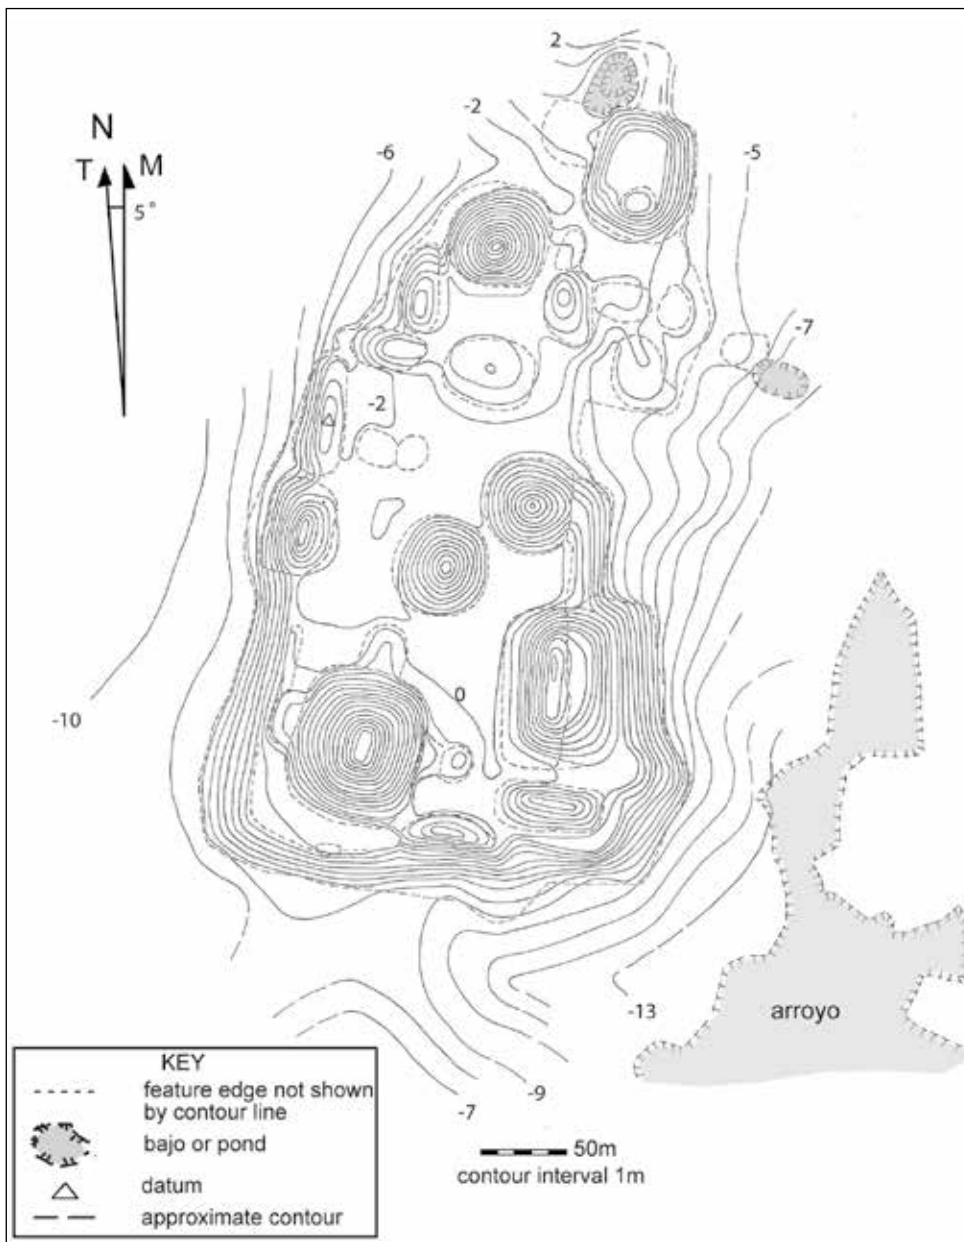 2
-2
-6
-5
N
T M
5°
-7
-2
0
-10
-13
arroyo
KEY
feature edge not shown
by contour line
bajo or pond
datum
approximate contour
-9
-7
50m
contour interval 1m